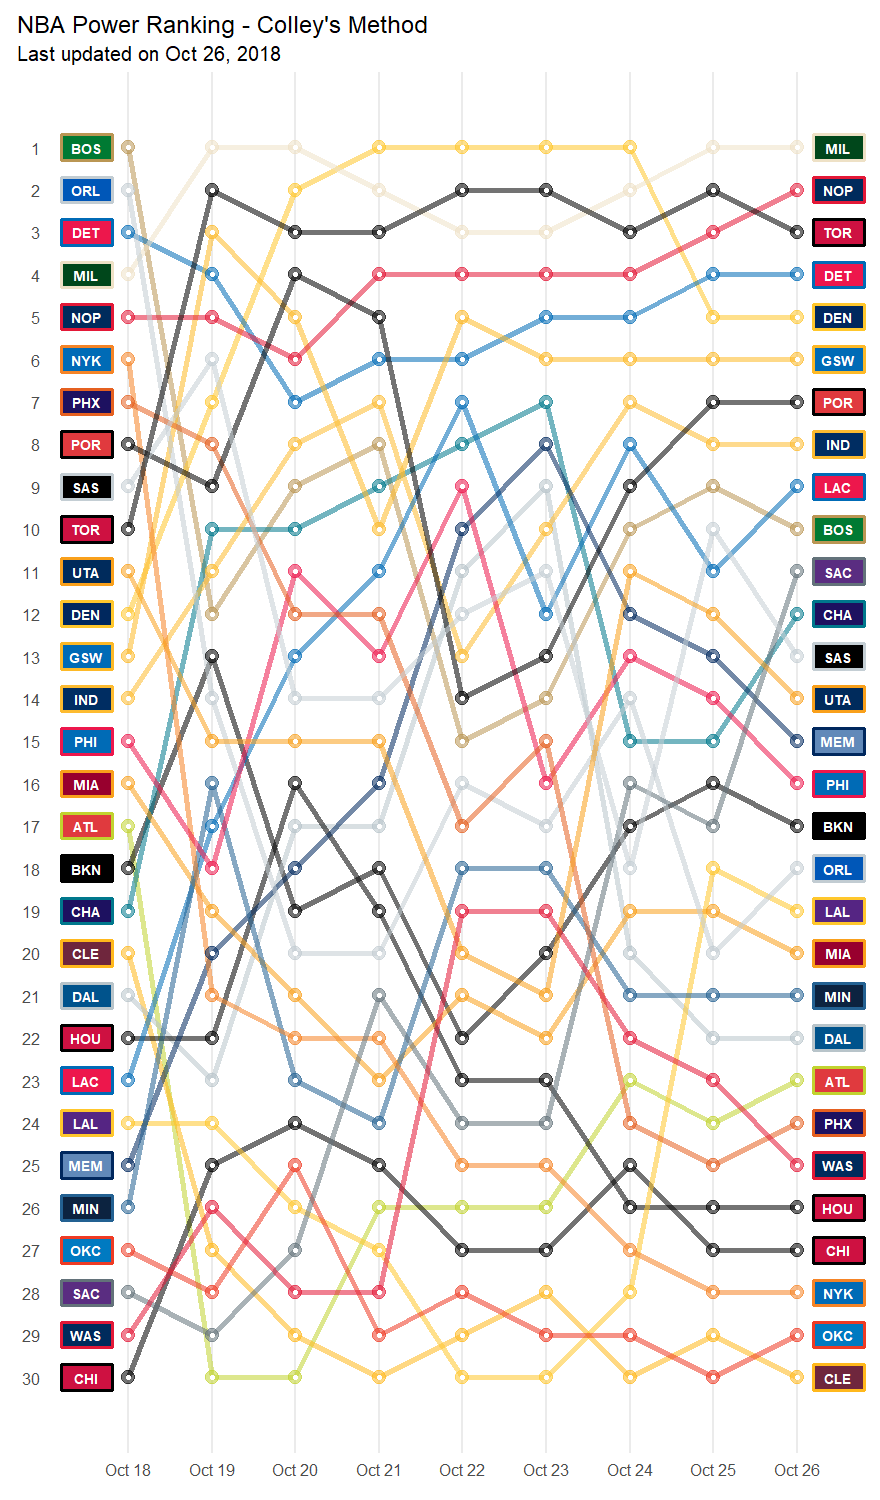 NBA Power Ranking - Colley's Method
Last updated on Oct 26, 2018
1 BOS MIL
2 ORL NOP
3 DET TOR
4 MIL DET
5 NOP DEN
6 NYK GSW
7 PHX POR
8 POR IND
9 SAS LAC
10 TOR BOS
11 UTA SAC
12 DEN CHA
13 GSW SAS
14 IND UTA
15 PHI MEM
16 MIA PHI
17 ATL BKN
18 BKN ORL
19 CHA LAL
20 CLE MIA
21 DAL MIN
22 HOU DAL
23 LAC ATL
24 LAL PHX
25 MEM WAS
26 MIN HOU
27 OKC CHI
28 SAC NYK
29 WAS OKC
30 CHI CLE
Oct 18 Oct 19 Oct 20 Oct 21 Oct 22 Oct 23 Oct 24 Oct 25 Oct 26